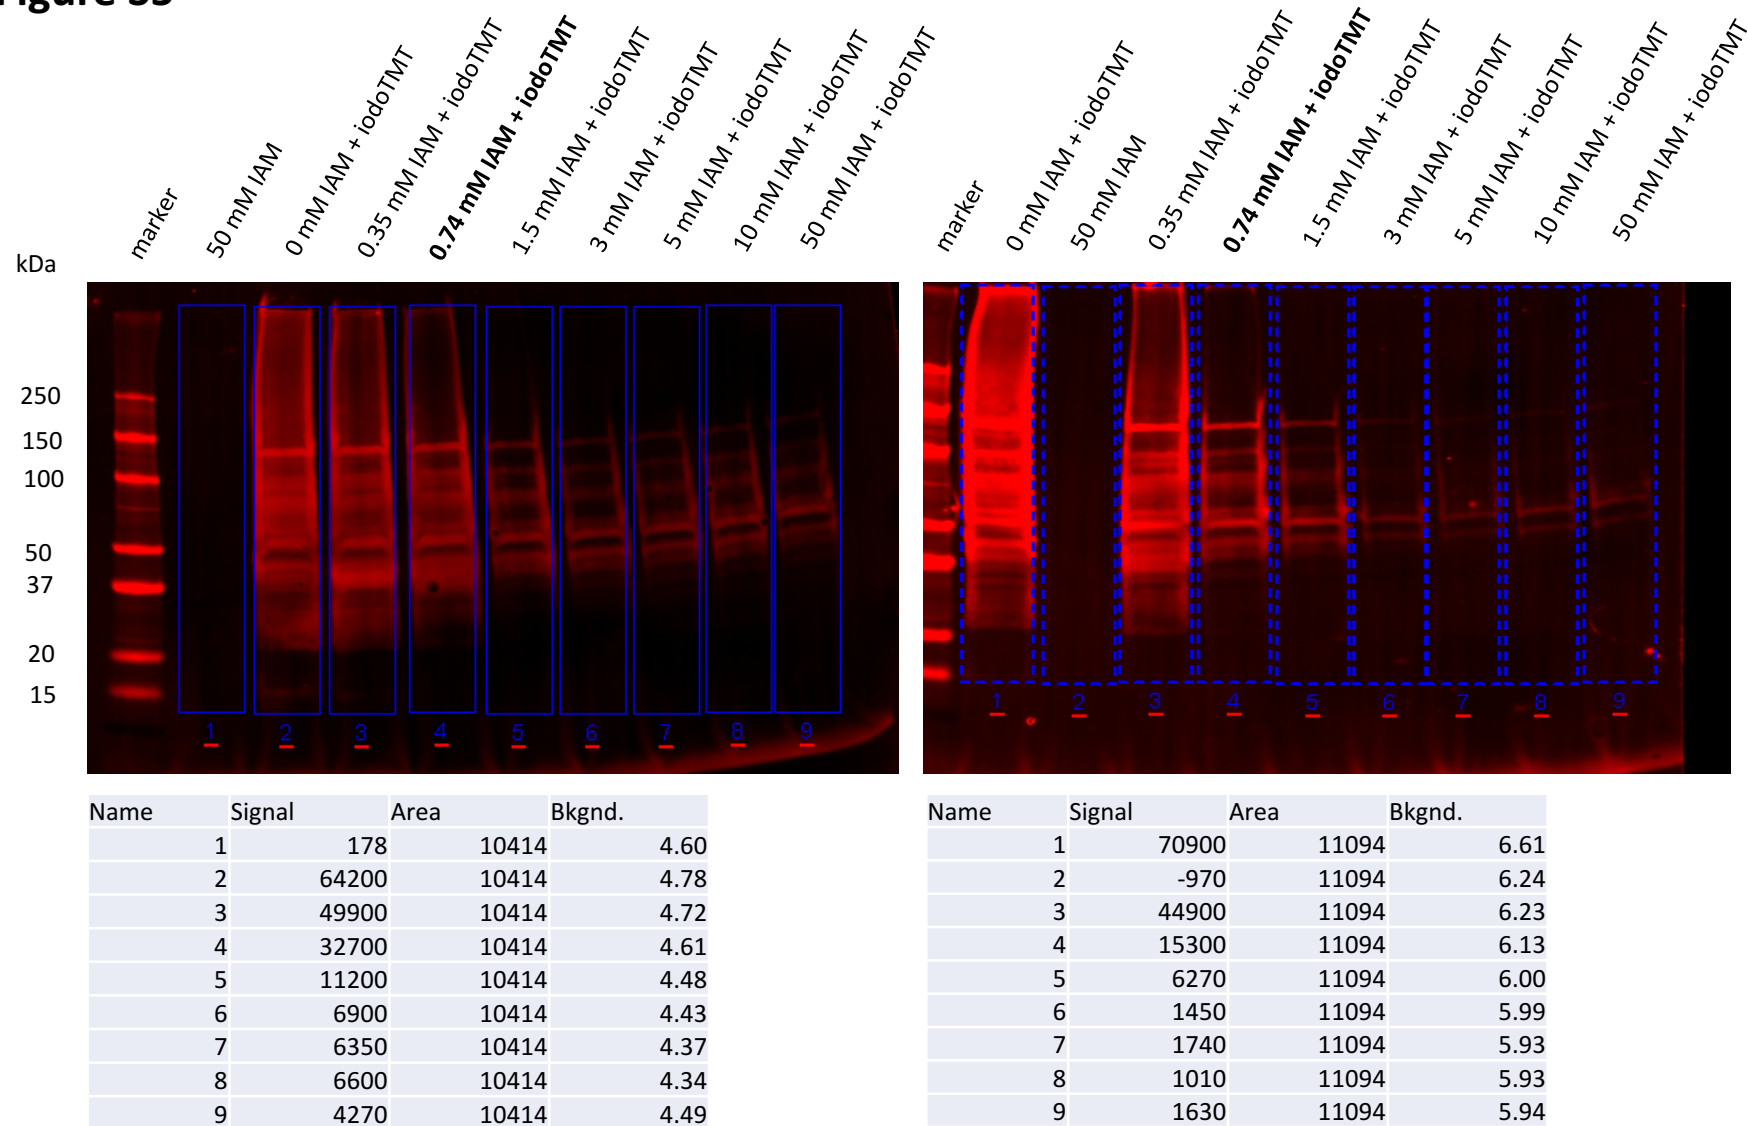 marker
50 mM IAM
0 mM IAM + iodoTMT
0.35 mM IAM + iodoTMT
0.74 mM IAM + iodoTMT
1.5 mM IAM + iodoTMT
3 mM IAM + iodoTMT
5 mM IAM + iodoTMT
10 mM IAM + iodoTMT
50 mM IAM + iodoTMT
marker
0 mM IAM + iodoTMT
50 mM IAM
0.35 mM IAM + iodoTMT
0.74 mM IAM + iodoTMT
1.5 mM IAM + iodoTMT
3 mM IAM + iodoTMT
5 mM IAM + iodoTMT
10 mM IAM + iodoTMT
50 mM IAM + iodoTMT
kDa
250
150
100
50
37
20
15
1 2 3 4 5 6 7 8 9
1 2 3 4 5 6 7 8 9
Name Signal Area Bkgnd.
1 178 10414 4.60
2 64200 10414 4.78
3 49900 10414 4.72
4 32700 10414 4.61
5 11200 10414 4.48
6 6900 10414 4.43
7 6350 10414 4.37
8 6600 10414 4.34
9 4270 10414 4.49
Name Signal Area Bkgnd.
1 70900 11094 6.61
2 -970 11094 6.24
3 44900 11094 6.23
4 15300 11094 6.13
5 6270 11094 6.00
6 1450 11094 5.99
7 1740 11094 5.93
8 1010 11094 5.93
9 1630 11094 5.94